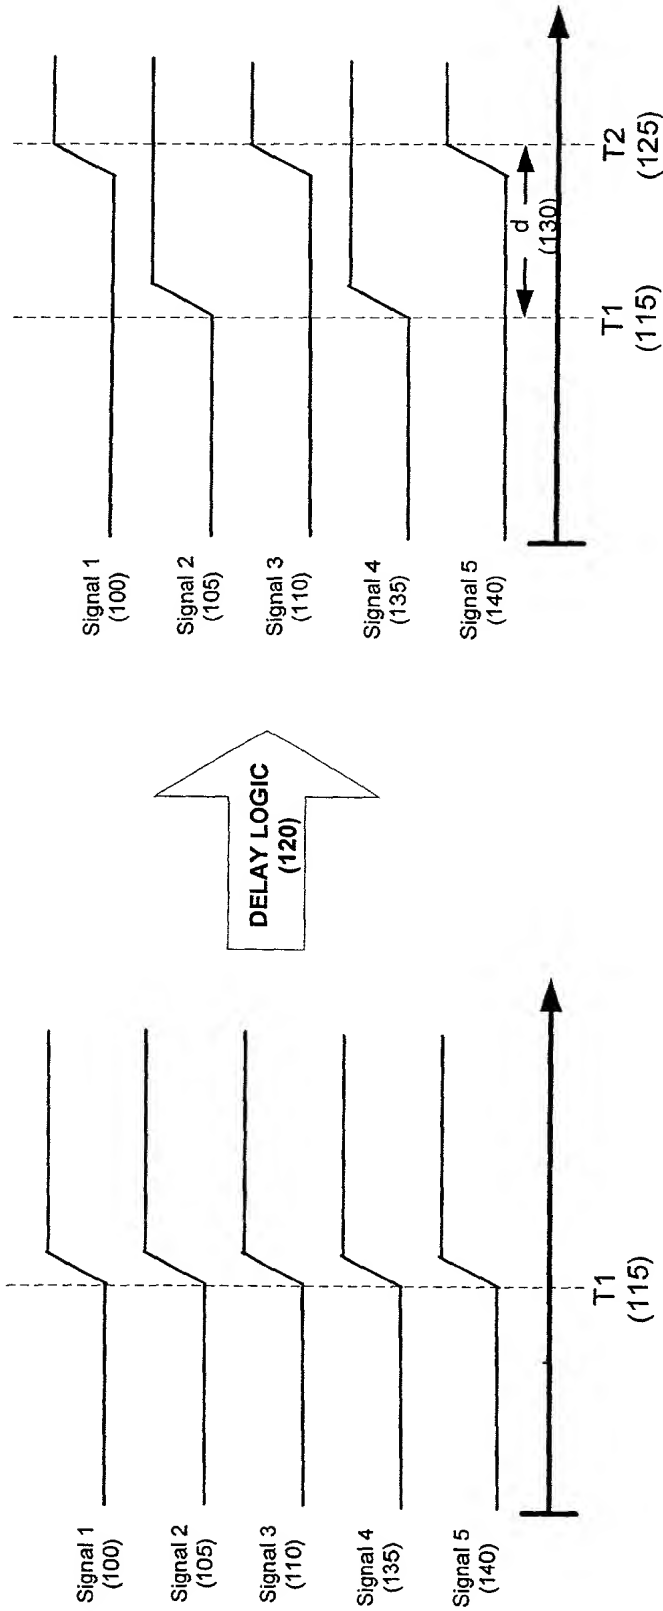 Signal 1
(100)
Signal 2
(105)
Signal 3
(110)
Signal 4
(135)
Signal 5
(140)
T1
(115)
DELAY LOGIC
(120)
Signal 1
(100)
Signal 2
(105)
Signal 3
(110)
Signal 4
(135)
Signal 5
(140)
d
(130)
T1
(115)
T2
(125)